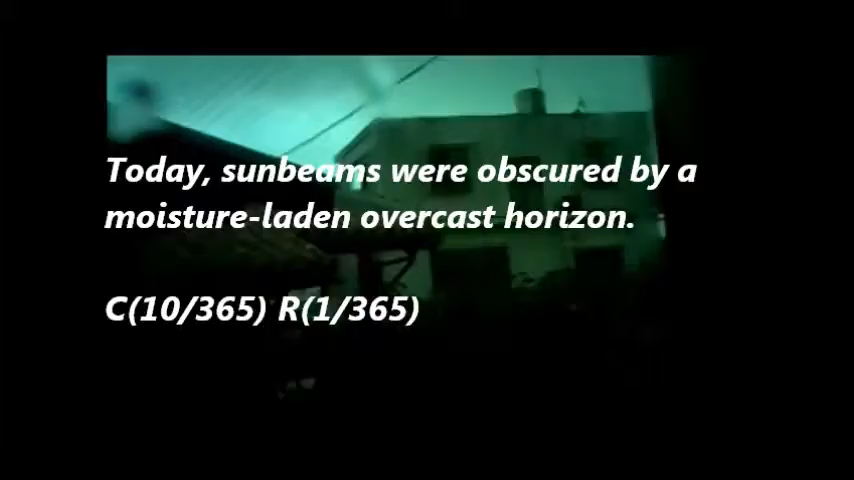 Today, sunbeams were obscured by a
moisture-laden overcast horizon.
C(10/365) R(1/365)